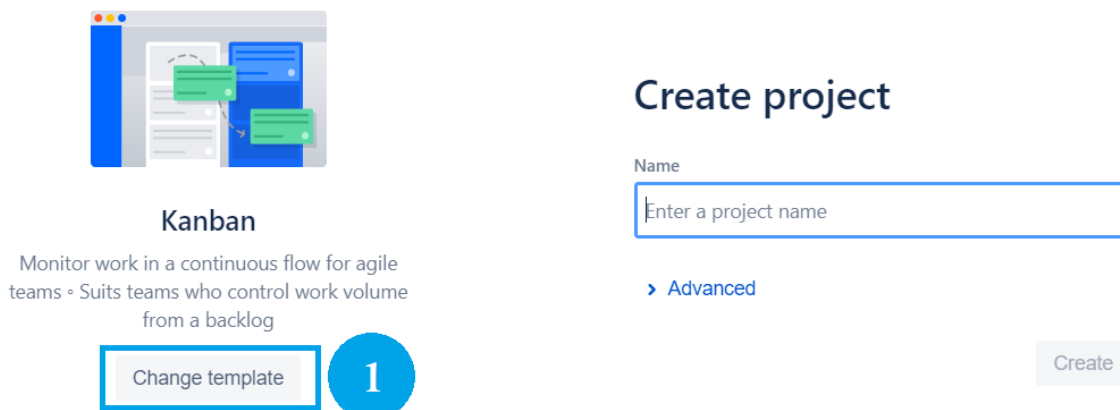 Kanban
Monitor work in a continuous flow for agile
teams ◦ Suits teams who control work volume
from a backlog
Change template
1
Create project
Name
Enter a project name
Advanced
Create